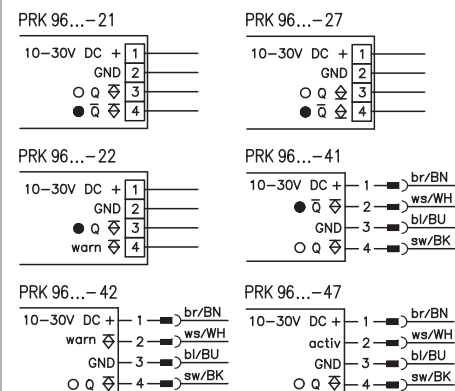 PRK 96...–21
10–30V DC + 1
GND 2
Q 3
Q̅ 4
PRK 96...–27
10–30V DC + 1
GND 2
Q 3
Q̅ 4
PRK 96...–22
10–30V DC + 1
GND 2
Q 3
warn 4
PRK 96...–41
10–30V DC + 1 br/BN
Q̅ 2 ws/WH
GND 3 bl/BU
Q 4 sw/BK
PRK 96...–42
10–30V DC + 1 br/BN
warn 2 ws/WH
GND 3 bl/BU
Q 4 sw/BK
PRK 96...–47
10–30V DC + 1 br/BN
activ 2 ws/WH
GND 3 bl/BU
Q 4 sw/BK